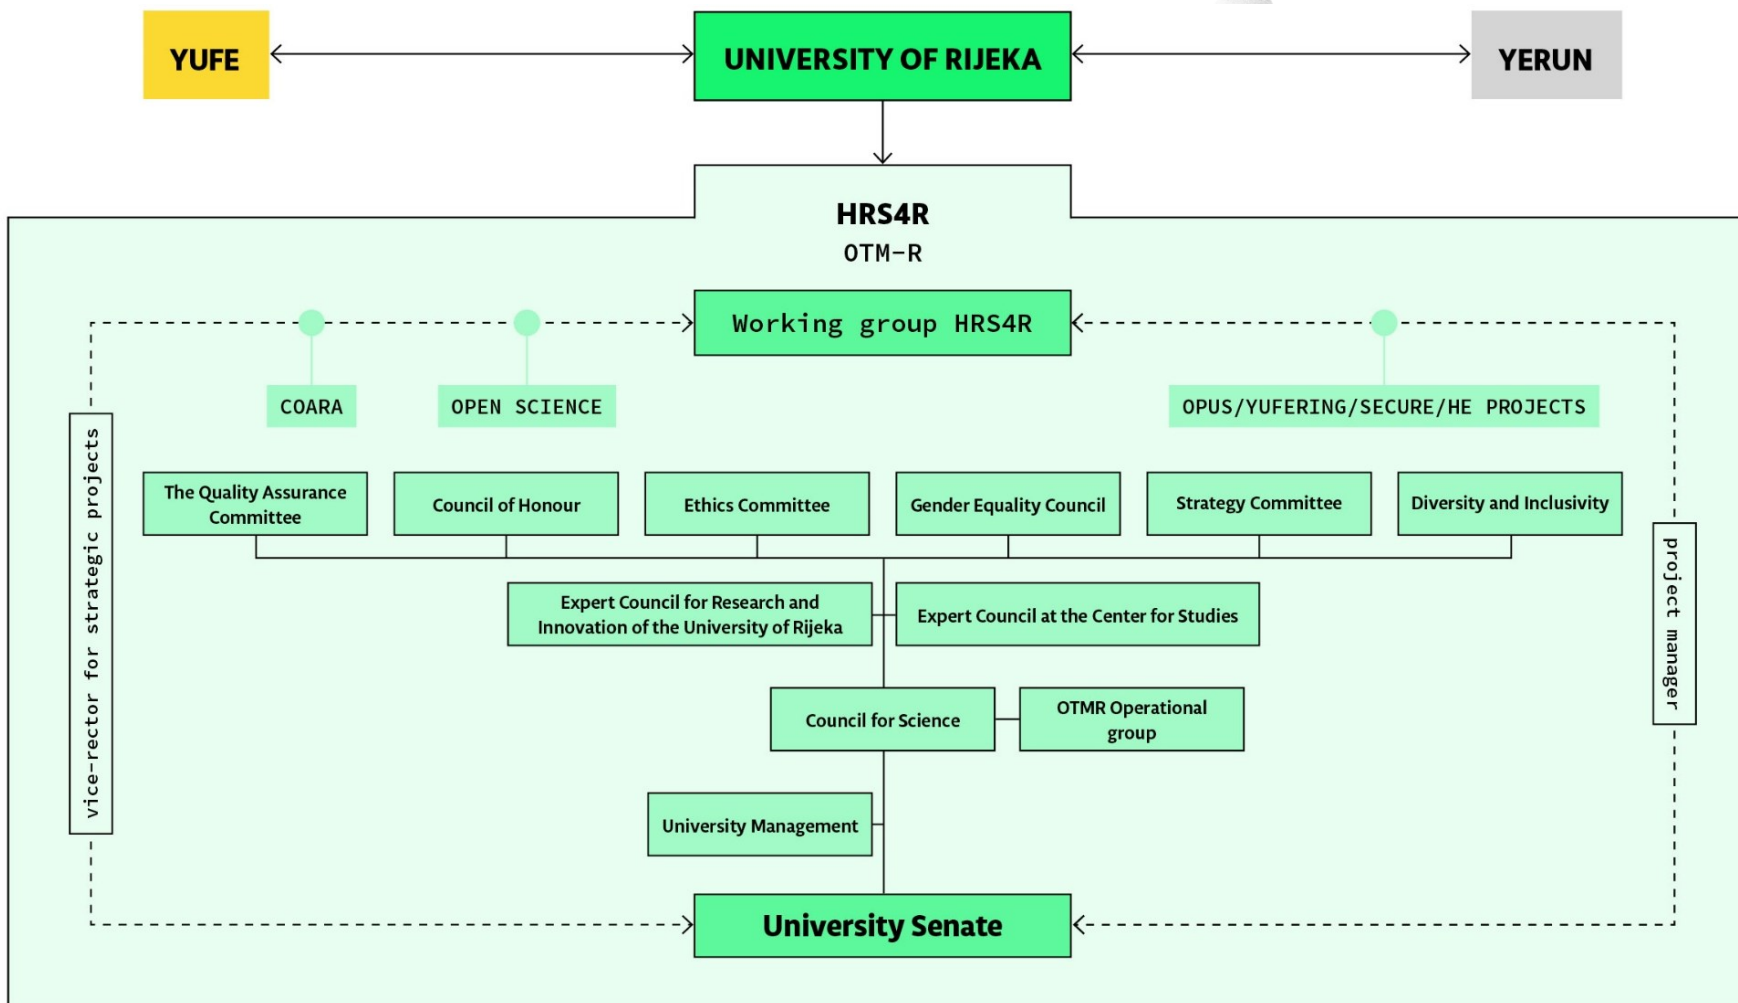 YUFE
UNIVERSITY OF RIJEKA
YERUN
HRS4R
OTM-R
Working group HRS4R
COARA
OPEN SCIENCE
OPUS/YUFERING/SECURE/HE PROJECTS
vice-rector for strategic projects
project manager
The Quality Assurance
Committee
Council of Honour
Ethics Committee
Gender Equality Council
Strategy Committee
Diversity and Inclusivity
Expert Council for Research and
Innovation of the University of Rijeka
Expert Council at the Center for Studies
Council for Science
OTMR Operational
group
University Management
University Senate